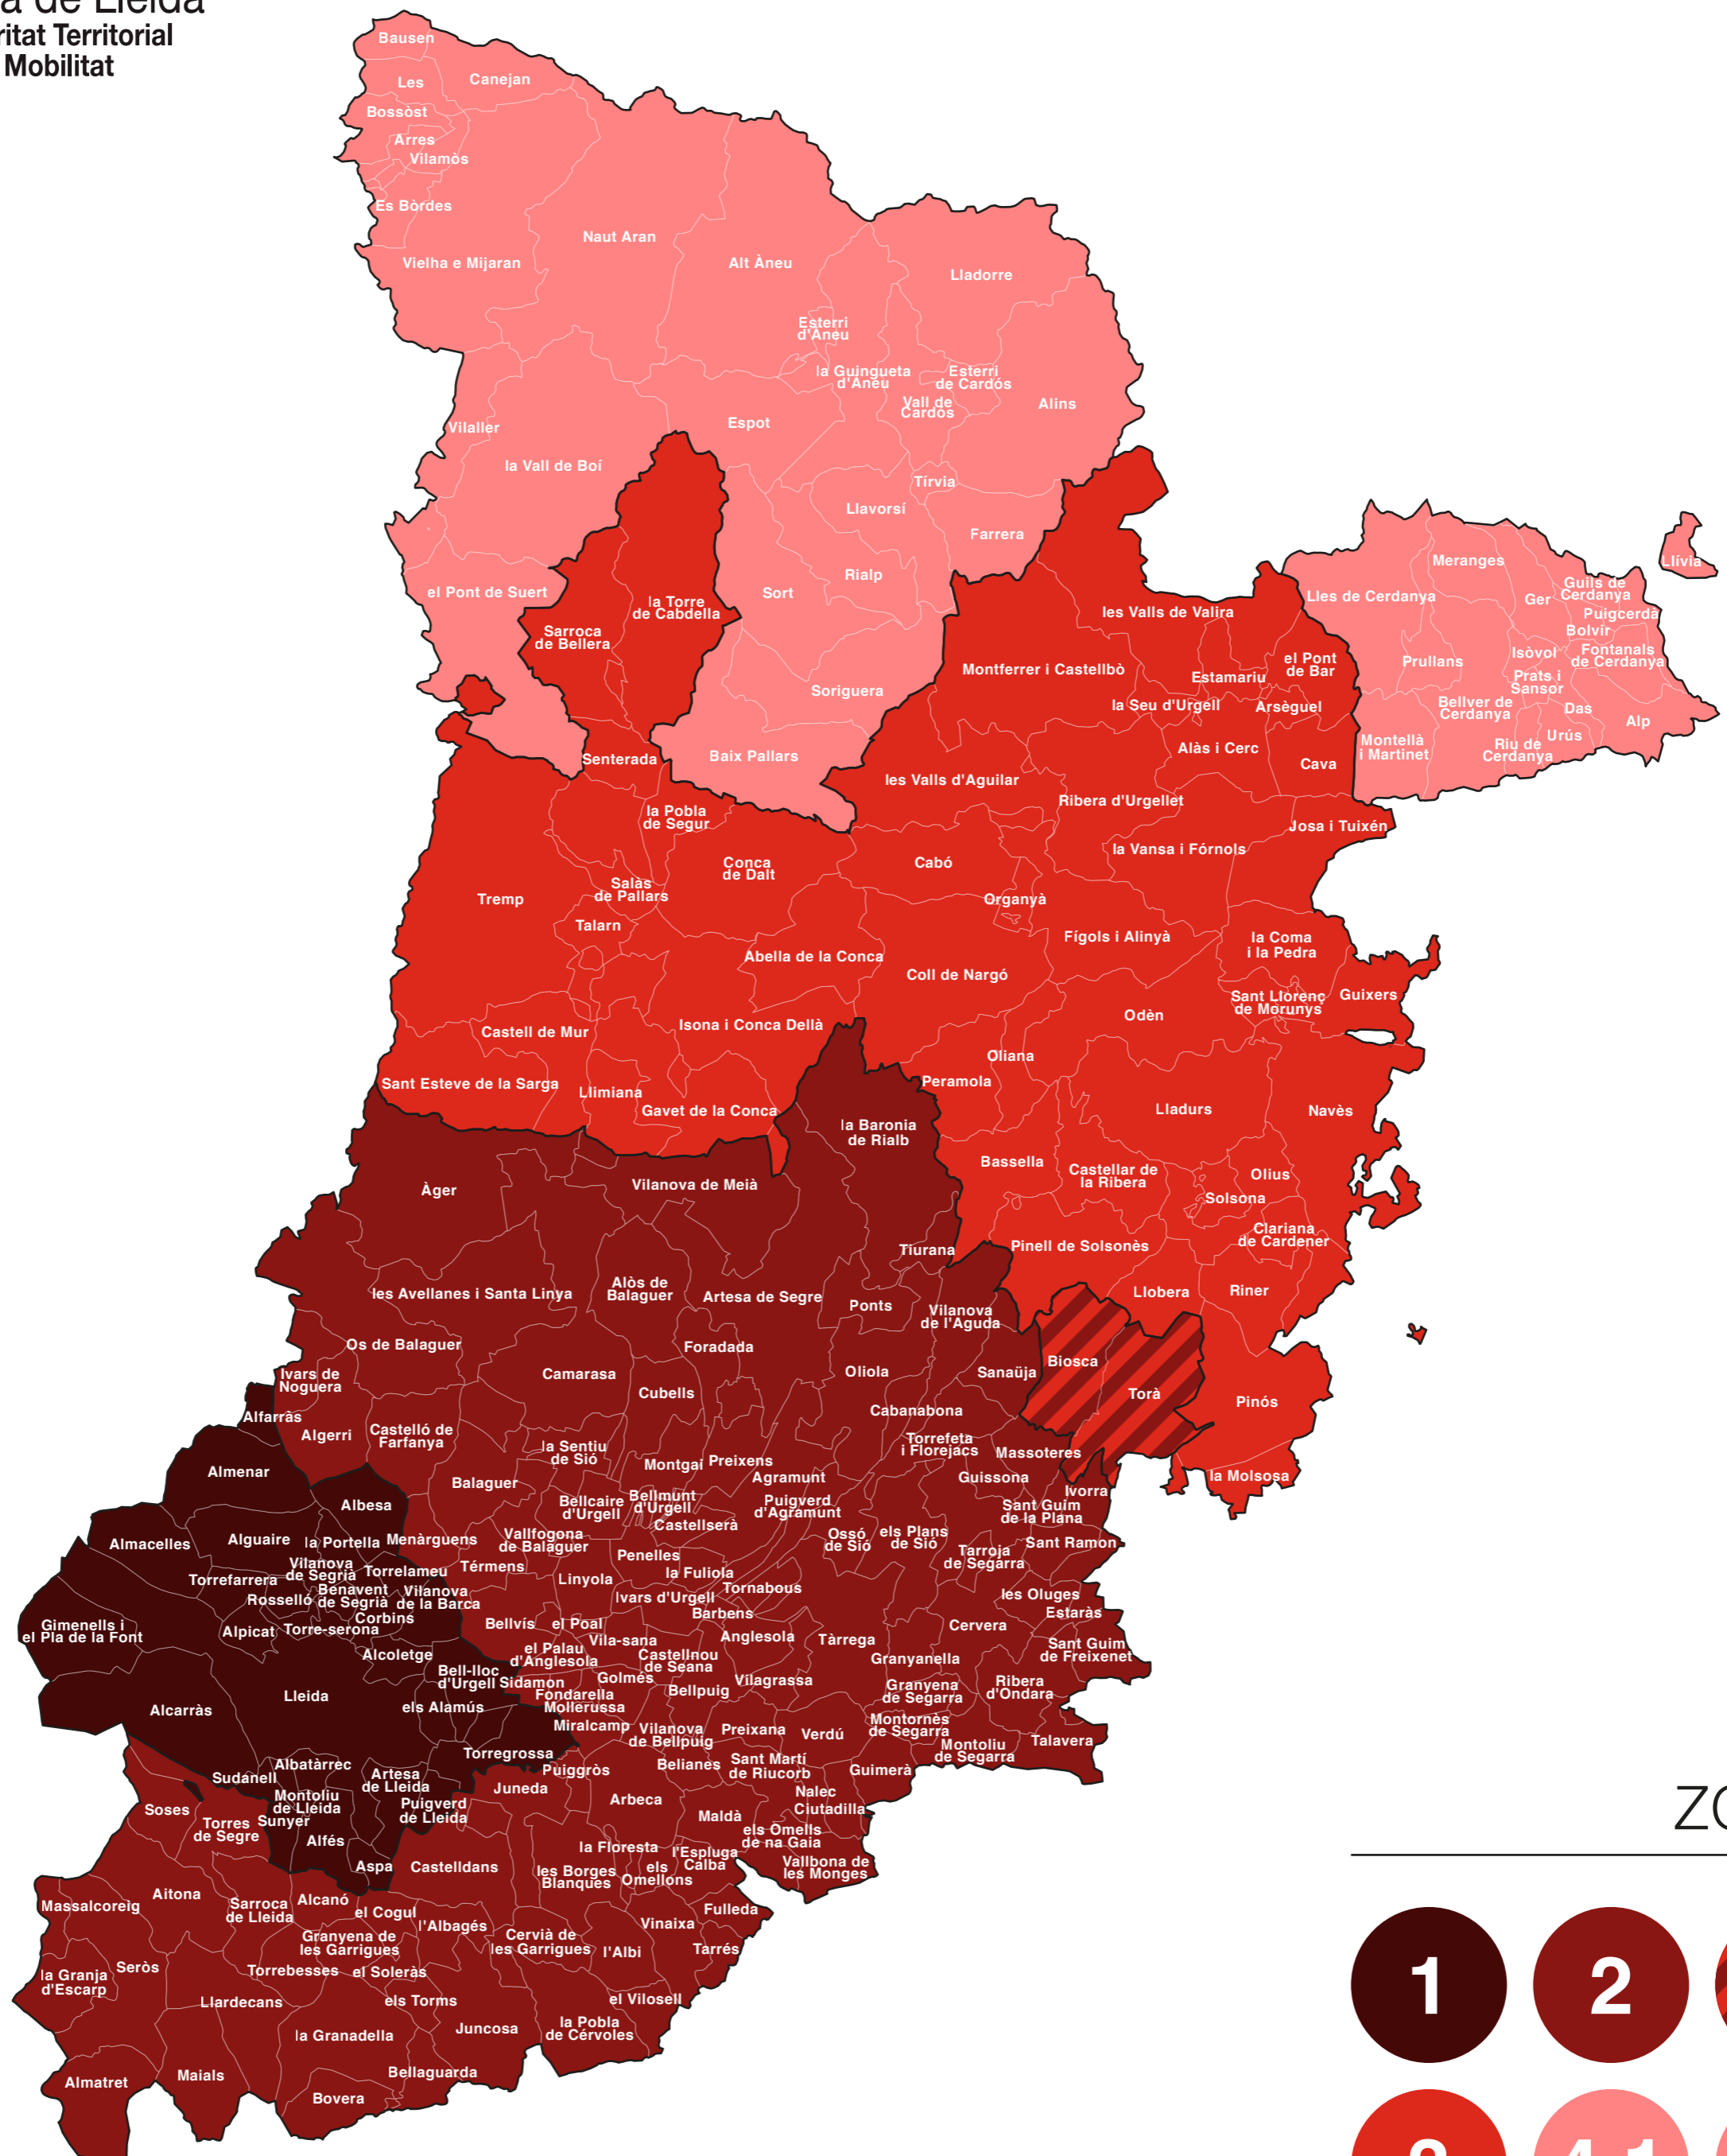 a de Lleida
ritat Territorial
Mobilitat
Bausen
Les
Canejan
Bossòst
Arres
Vilamòs
Es Bòrdes
Naut Aran
Vielha e Mijaran
Alt Àneu
Lladorre
Esterri
d'Àneu
la Guingueta
d'Àneu
Esterri
de Cardós
Vall de
Cardós
Alins
Espot
Vilaller
la Vall de Boí
Tírvia
Llavorsí
Farrera
Rialp
Sort
el Pont de Suert
la Torre
de Cabdella
Sarroca
de Bellera
Soriguera
Baix Pallars
Senterada
les Valls de Valira
Montferrer i Castellbò
Estamariu
el Pont
de Bar
la Seu d'Urgell
Arsèguel
Alàs i Cerc
Cava
les Valls d'Aguilar
Ribera d'Urgellet
Josa i Tuixén
la Vansa i Fórnols
Llívia
Meranges
Guils de
Cerdanya
Lles de Cerdanya
Ger
Puigcerdà
Bolvir
Isòvol
Fontanals
de Cerdanya
Prullans
Prats i
Sansor
Bellver de
Cerdanya
Das
Alp
Urús
Riu de
Cerdanya
Montellà
i Martinet
la Pobla
de Segur
Conca
de Dalt
Cabó
Salàs
de Pallars
Tremp
Talarn
Organyà
Fígols i Alinyà
la Coma
i la Pedra
Abella de la Conca
Coll de Nargó
Sant Llorenç
de Morunys
Guixers
Odèn
Isona i Conca Dellà
Castell de Mur
Oliana
Peramola
Sant Esteve de la Sarga
Llimiana
Gavet de la Conca
Lladurs
Navès
la Baronia
de Rialb
Bassella
Castellar de
la Ribera
Olius
Solsona
Clariana
de Cardener
Àger
Vilanova de Meià
Tiurana
Pinell de Solsonès
Llobera
Riner
les Avellanes i Santa Linya
Alòs de
Balaguer
Artesa de Segre
Ponts
Vilanova
de l'Aguda
Os de Balaguer
Foradada
Biosca
Ivars de
Noguera
Camarasa
Oliola
Sanaüja
Torà
Pinós
Cubells
Alfarràs
Algerri
Castelló de
Farfanya
Cabanabona
Torrefeta
i Florejacs
la Sentiu
de Sió
Massoteres
Montgai
Preixens
Almenar
Balaguer
Agramunt
Guissona
la Molsosa
Ivorra
Albesa
Bellcaire
d'Urgell
Bellmunt
d'Urgell
Puigverd
d'Agramunt
Sant Guim
de la Plana
Castellserà
Almacelles
Alguaire
la Portella
Menàrguens
Vallfogona
de Balaguer
Ossó
de Sió
els Plans
de Sió
Sant Ramon
Tarroja
de Segarra
Penelles
Vilanova
de Segrià
Torrelameu
Térmens
la Fuliola
Torrefarrera
Linyola
Tornabous
Benavent
de Segrià
Vilanova
de la Barca
Rosselló
Ivars d'Urgell
les Oluges
Corbins
Barbens
Estaràs
Gimenells i
el Pla de la Font
Alpicat
Torre-serona
Bellvís
el Poal
Cervera
Vila-sana
Anglesola
Tàrrega
Sant Guim
de Freixenet
Alcoletge
el Palau
d'Anglesola
Castellnou
de Seana
Granyanella
Bell-lloc
d'Urgell
Sidamon
Golmés
Vilagrassa
Bellpuig
Granyena
de Segarra
Ribera
d'Ondara
Lleida
Fondarella
Mollerussa
els Alamús
Alcarràs
Miralcamp
Vilanova
de Bellpuig
Preixana
Verdú
Montornès
de Segarra
Talavera
Montoliu
de Segarra
Torregrossa
Albatàrrec
Puiggròs
Belianes
Sant Martí
de Riucorb
Guimerà
Sudanell
Artesa
de Lleida
Juneda
Nalec
Montoliu
de Lleida
Arbeca
Ciutadilla
Soses
Puigverd
de Lleida
Maldà
Torres
de Segre
Sunyer
els Omells
de na Gaia
Alfés
la Floresta
l'Espluga
Calba
Vallbona de
les Monges
Aspa
Castelldans
les Borges
Blanques
els
Omellons
Aitona
Massalcoreig
Sarroca
de Lleida
Alcanó
el Cogul
l'Albagés
Fulleda
Vinaixa
Granyena de
les Garrigues
Cervià de
les Garrigues
l'Albi
Tarrés
la Granja
d'Escarp
Seròs
Torrebesses
el Soleràs
Llardecans
els Torms
el Vilosell
la Granadella
Juncosa
la Pobla
de Cérvoles
Almatret
Maials
Bellaguarda
Bovera
ZO
1
2
3
4.1